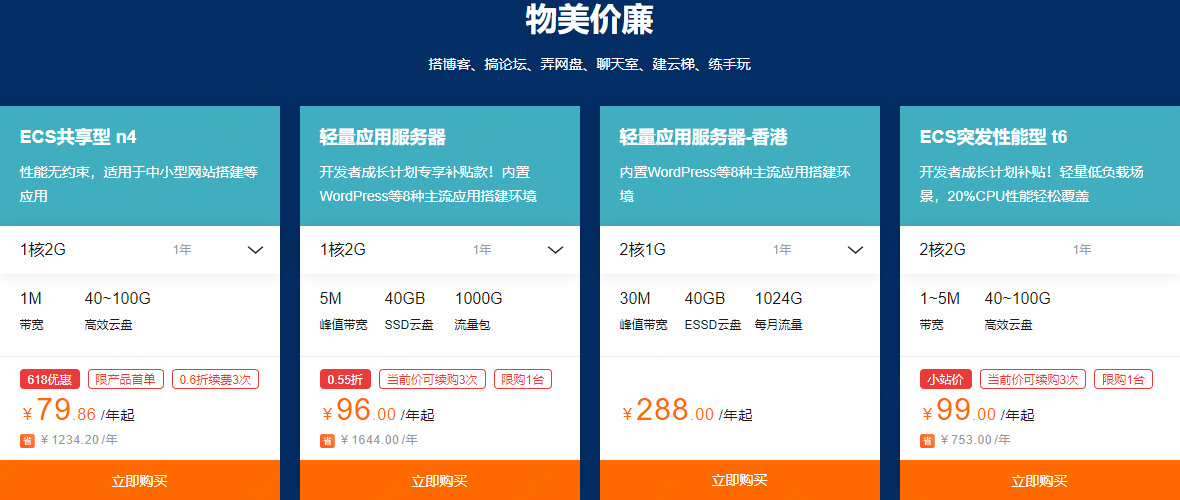 物美价廉
搭博客、搞论坛、弄网盘、聊天室、建云梯、练手玩
ECS共享型 n4
性能无约束，适用于中小型网站搭建等
应用
1核2G 1年
1M 40~100G
带宽 高效云盘
618优惠 限产品首单 0.6折续费3次
￥79.86 /年起
省 ￥1234.20/年
立即购买
轻量应用服务器
开发者成长计划专享补贴款！内置
WordPress等8种主流应用搭建环境
1核2G 1年
5M 40GB 1000G
峰值带宽 SSD云盘 流量包
0.55折 当前价可续购3次 限购1台
￥96.00 /年起
省 ￥1644.00/年
立即购买
轻量应用服务器-香港
内置WordPress等8种主流应用搭建环
境
2核1G 1年
30M 40GB 1024G
峰值带宽 ESSD云盘 每月流量
￥288.00 /年起
立即购买
ECS突发性能型 t6
开发者成长计划补贴！轻量低负载场
景，20%CPU性能轻松覆盖
2核2G 1年
1~5M 40~100G
带宽 高效云盘
小站价 当前价可续购3次 限购1台
￥99.00 /年起
省 ￥753.00/年
立即购买